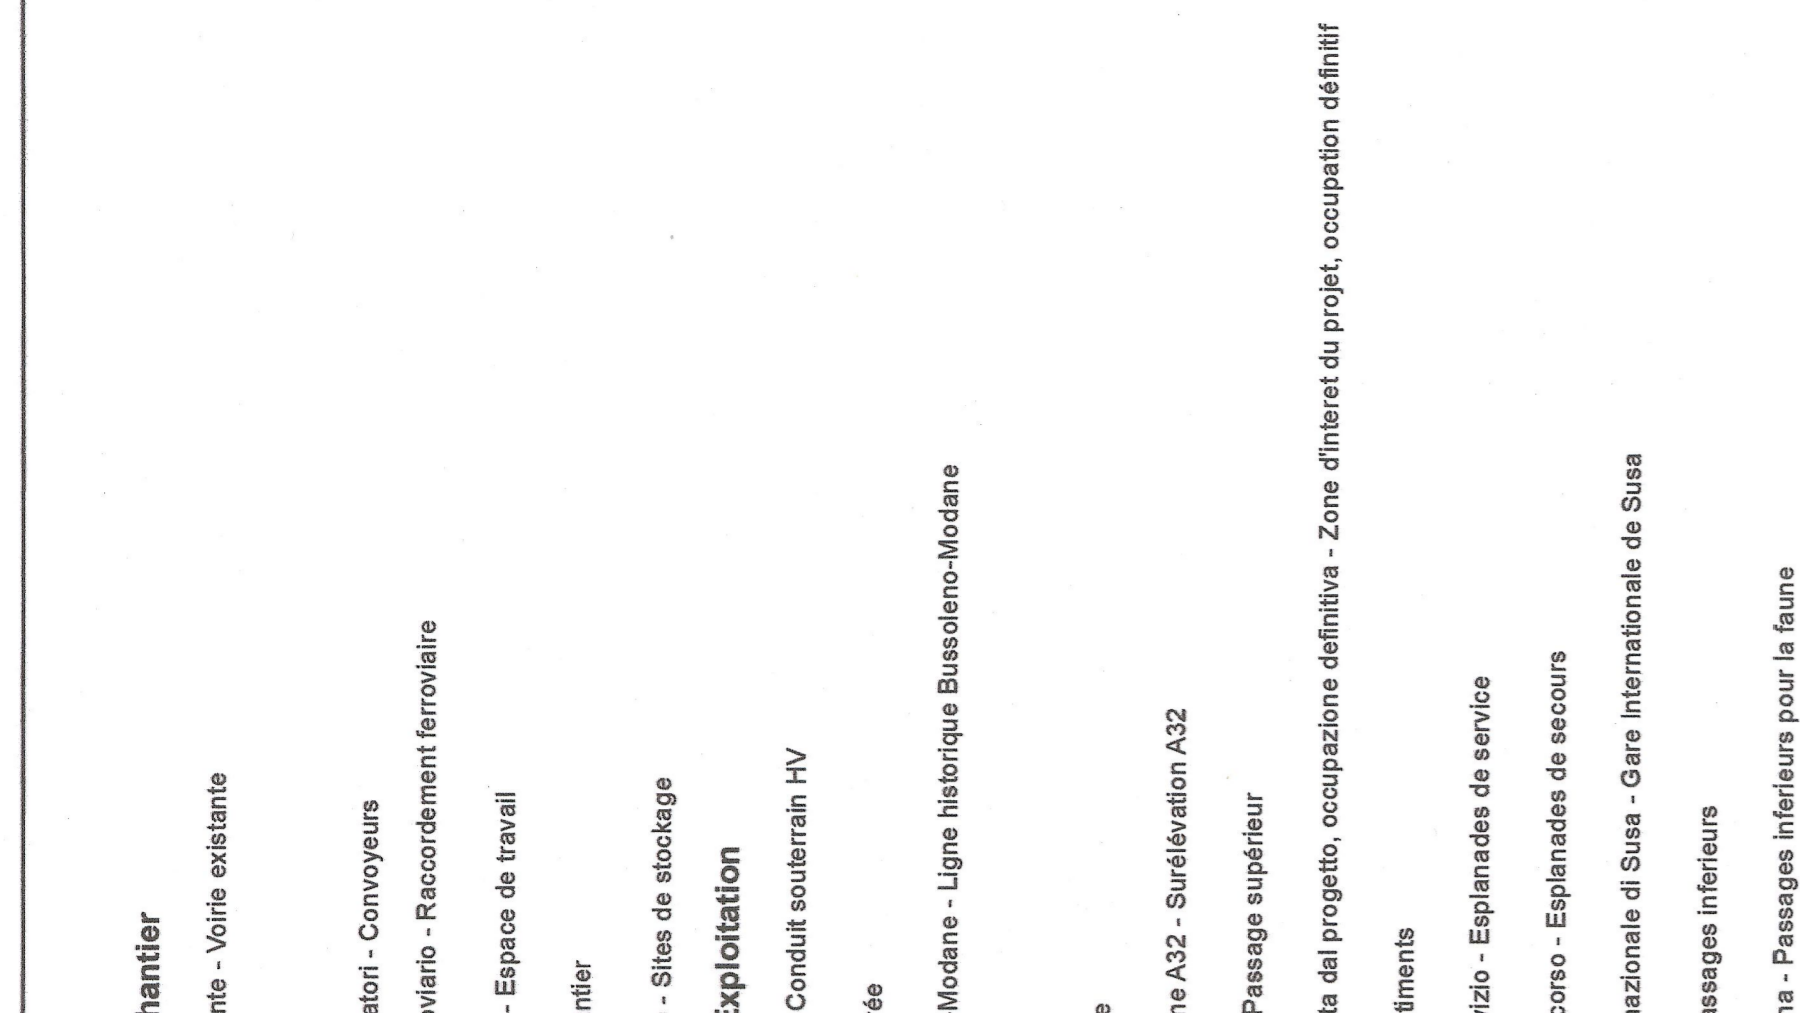 hantier
nte - Voirie existante
atori - Convoyeurs
oviario - Raccordement ferroviaire
- Espace de travail
ntier
- Sites de stockage
Exploitation
Conduit souterrain HV
ée
Modane - Ligne historique Bussoleno-Modane
e
ne A32 - Surélévation A32
Passage supérieur
ta dal progetto, occupazione definitiva - Zone d'interet du projet, occupation définitif
timents
vizio - Esplanades de service
corso - Esplanades de secours
nazionale di Susa - Gare Internationale de Susa
assages inferieurs
na - Passages inferieurs pour la faune